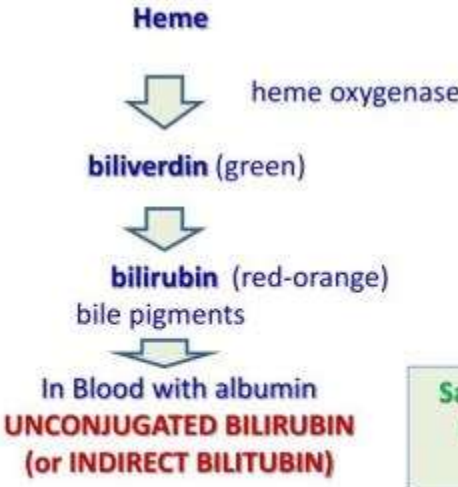 Heme
heme oxygenase
biliverdin (green)
bilirubin (red-orange)
bile pigments
In Blood with albumin
UNCONJUGATED BILIRUBIN
(or INDIRECT BILITUBIN)